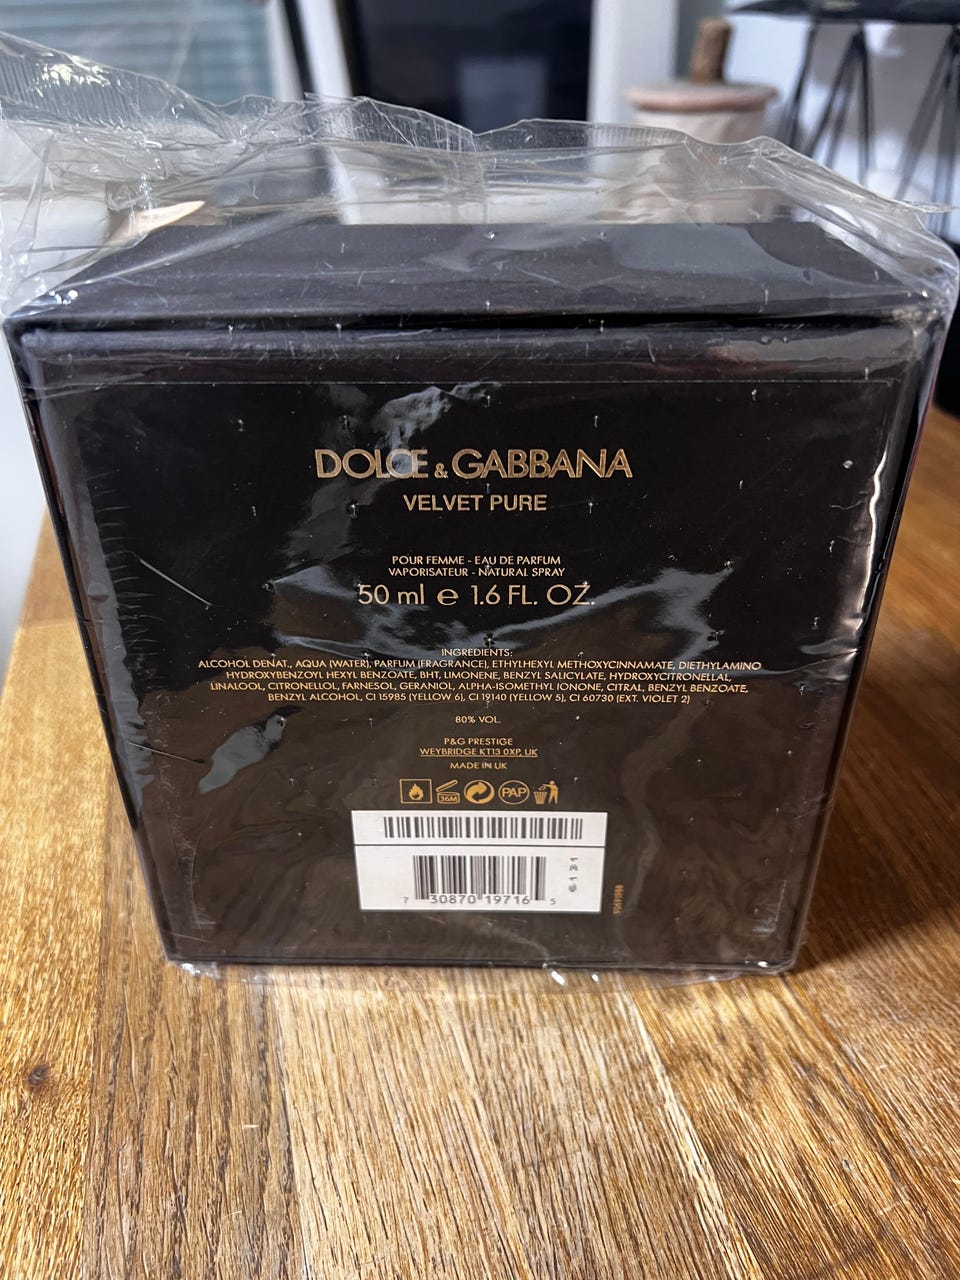 DOLCE & GABBANA
VELVET PURE
POUR FEMME - EAU DE PARFUM
VAPORISATEUR - NATURAL SPRAY
50 ml e 1.6 FL. OZ.
INGREDIENTS:
ALCOHOL DENAT., AQUA (WATER), PARFUM (FRAGRANCE), ETHYLHEXYL METHOXYCINNAMATE, DIETHYLAMINO
HYDROXYBENZOYL HEXYL BENZOATE, BHT, LIMONENE, BENZYL SALICYLATE, HYDROXYCITRONELLAL,
LINALOOL, CITRONELLOL, FARNESOL, GERANIOL, ALPHA-ISOMETHYL IONONE, CITRAL, BENZYL BENZOATE,
BENZYL ALCOHOL, CI 15985 (YELLOW 6), CI 19140 (YELLOW 5), CI 60730 (EXT. VIOLET 2)
80% VOL.
P&G PRESTIGE
WEYBRIDGE KT13 0XP, UK
MADE IN UK
36M
PAP
6131
7 30870 19716 5